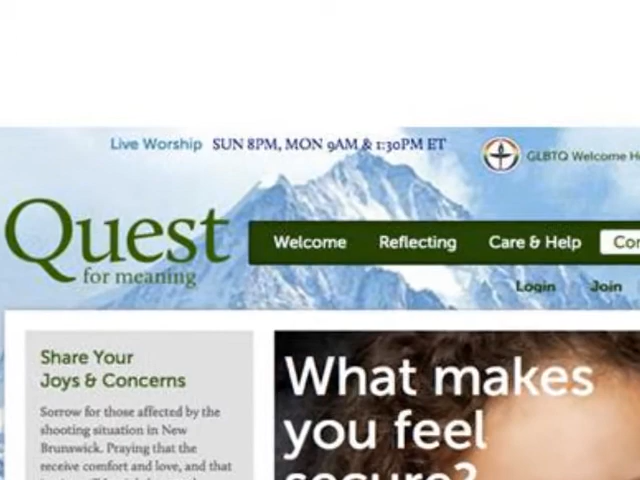 Live Worship SUN 8PM, MON 9AM & 1:30PM ET
GLBTQ Welcome
Quest
for meaning
Welcome Reflecting Care & Help
Login Join
Share Your
Joys & Concerns
Sorrow for those affected by the
shooting situation in New
Brunswick. Praying that the
receive comfort and love, and that
What makes
you feel
secure?